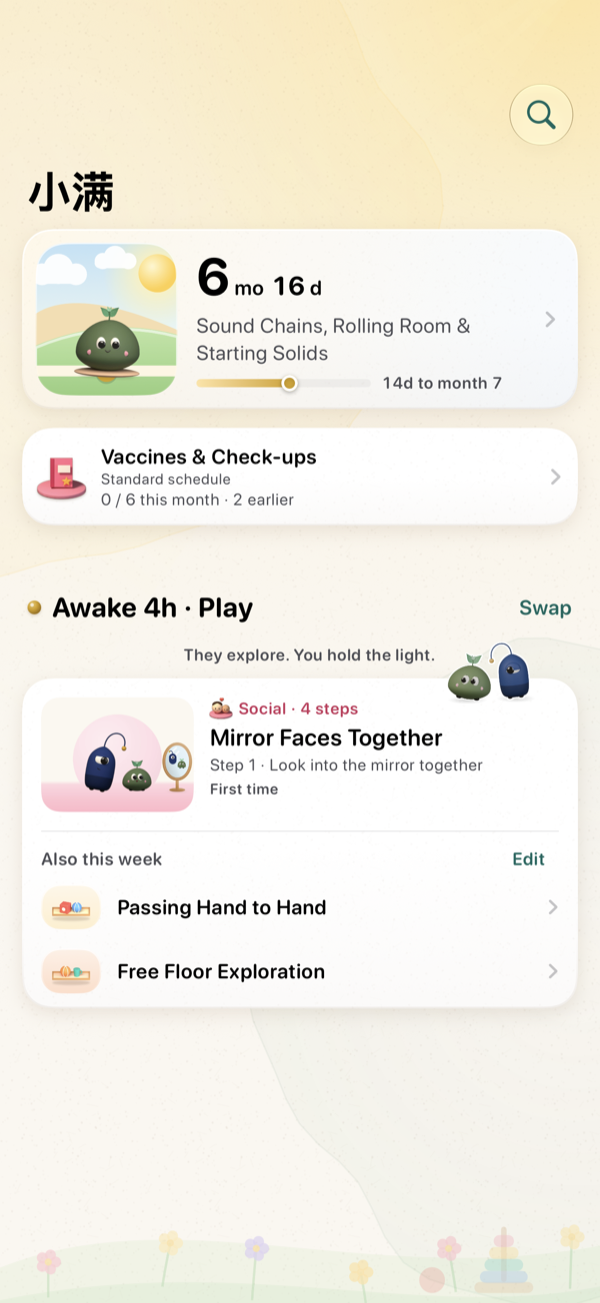 小满
6 mo 16 d
Sound Chains, Rolling Room &
Starting Solids
14d to month 7
Vaccines & Check-ups
Standard schedule
0 / 6 this month · 2 earlier
Awake 4h · Play
Swap
They explore. You hold the light.
Social · 4 steps
Mirror Faces Together
Step 1 · Look into the mirror together
First time
Also this week
Edit
Passing Hand to Hand
Free Floor Exploration